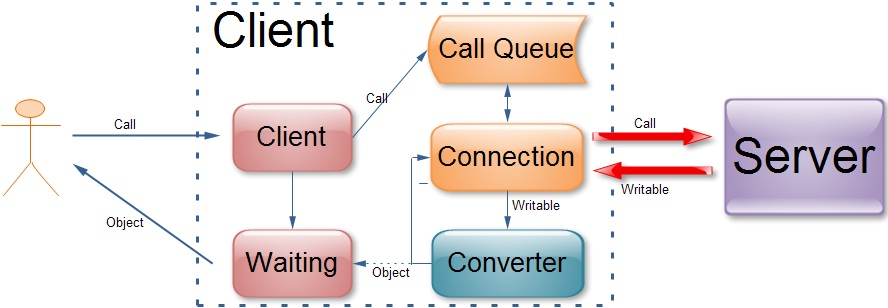 Client
Call Queue
Call
Call
Call
Client
Connection
Server
Writable
Writable
Object
Waiting
Object
Converter